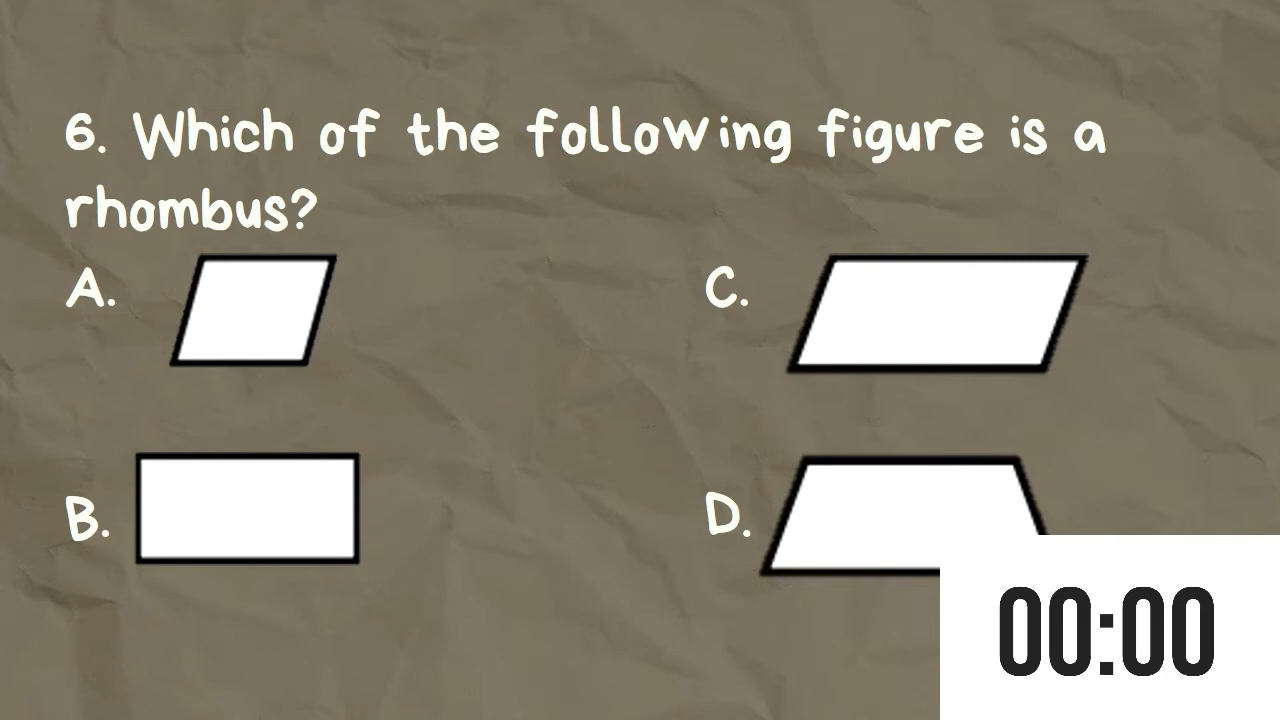 6. Which of the following figure is a
rhombus?
A.
C.
B.
D.
00:00